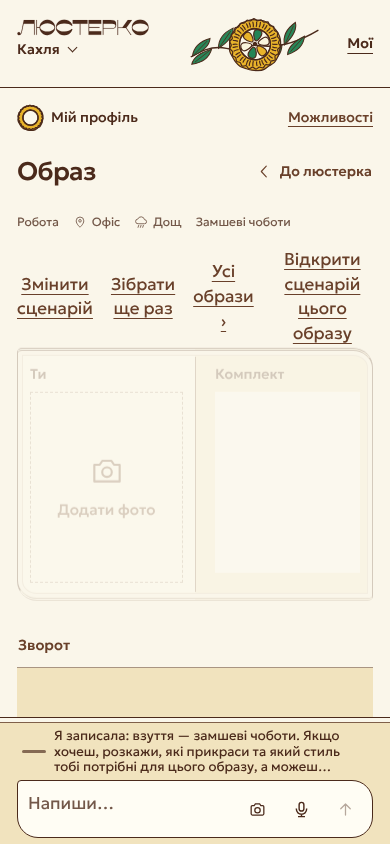 ЛЮСТЕРКО
Кахля
Мої
Мій профіль
Можливості
Образ
До люстерка
Робота Офіс Дощ Замшеві чоботи
Змінити
сценарій
Зібрати
ще раз
Усі
образи
›
Відкрити
сценарій
цього
образу
Ти
Комплект
Додати фото
Зворот
Я записала: взуття — замшеві чоботи. Якщо
хочеш, розкажи, які прикраси та який стиль
тобі потрібні для цього образу, а можеш…
Напиши…